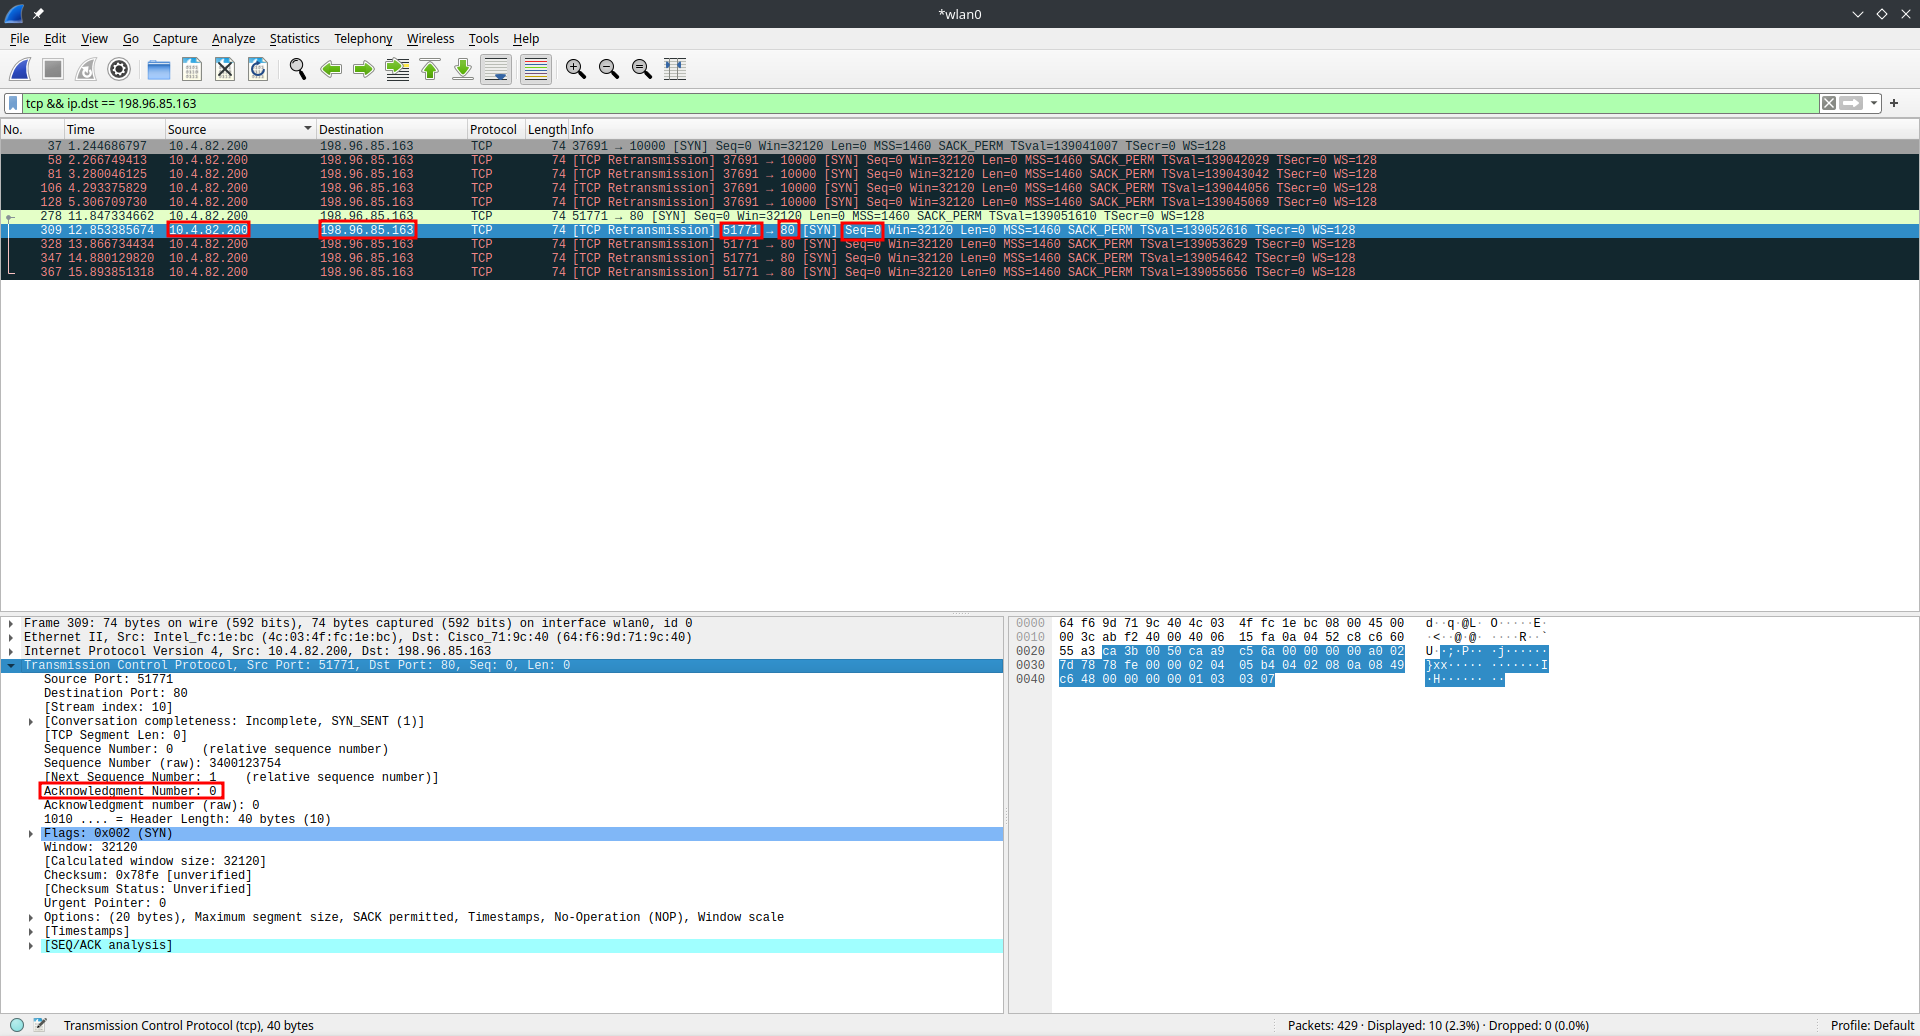 *wlan0
File Edit View Go Capture Analyze Statistics Telephony Wireless Tools Help
tcp && ip.dst == 198.96.85.163
No. Time Source Destination Protocol Length Info
37 1.244686797 10.4.82.200 198.96.85.163 TCP 74 37691 → 10000 [SYN] Seq=0 Win=32120 Len=0 MSS=1460 SACK_PERM TSval=139041007 TSecr=0 WS=128
58 2.266749413 10.4.82.200 198.96.85.163 TCP 74 [TCP Retransmission] 37691 → 10000 [SYN] Seq=0 Win=32120 Len=0 MSS=1460 SACK_PERM TSval=139042029 TSecr=0 WS=128
81 3.280046125 10.4.82.200 198.96.85.163 TCP 74 [TCP Retransmission] 37691 → 10000 [SYN] Seq=0 Win=32120 Len=0 MSS=1460 SACK_PERM TSval=139043042 TSecr=0 WS=128
106 4.293375829 10.4.82.200 198.96.85.163 TCP 74 [TCP Retransmission] 37691 → 10000 [SYN] Seq=0 Win=32120 Len=0 MSS=1460 SACK_PERM TSval=139044056 TSecr=0 WS=128
128 5.306709730 10.4.82.200 198.96.85.163 TCP 74 [TCP Retransmission] 37691 → 10000 [SYN] Seq=0 Win=32120 Len=0 MSS=1460 SACK_PERM TSval=139045069 TSecr=0 WS=128
278 11.847334662 10.4.82.200 198.96.85.163 TCP 74 51771 → 80 [SYN] Seq=0 Win=32120 Len=0 MSS=1460 SACK_PERM TSval=139051610 TSecr=0 WS=128
309 12.853385674 10.4.82.200 198.96.85.163 TCP 74 [TCP Retransmission] 51771 → 80 [SYN] Seq=0 Win=32120 Len=0 MSS=1460 SACK_PERM TSval=139052616 TSecr=0 WS=128
328 13.866734434 10.4.82.200 198.96.85.163 TCP 74 [TCP Retransmission] 51771 → 80 [SYN] Seq=0 Win=32120 Len=0 MSS=1460 SACK_PERM TSval=139053629 TSecr=0 WS=128
347 14.880129820 10.4.82.200 198.96.85.163 TCP 74 [TCP Retransmission] 51771 → 80 [SYN] Seq=0 Win=32120 Len=0 MSS=1460 SACK_PERM TSval=139054642 TSecr=0 WS=128
367 15.893851318 10.4.82.200 198.96.85.163 TCP 74 [TCP Retransmission] 51771 → 80 [SYN] Seq=0 Win=32120 Len=0 MSS=1460 SACK_PERM TSval=139055656 TSecr=0 WS=128
Frame 309: 74 bytes on wire (592 bits), 74 bytes captured (592 bits) on interface wlan0, id 0
Ethernet II, Src: Intel_fc:1e:bc (4c:03:4f:fc:1e:bc), Dst: Cisco_71:9c:40 (64:f6:9d:71:9c:40)
Internet Protocol Version 4, Src: 10.4.82.200, Dst: 198.96.85.163
Transmission Control Protocol, Src Port: 51771, Dst Port: 80, Seq: 0, Len: 0
Source Port: 51771
Destination Port: 80
[Stream index: 10]
[Conversation completeness: Incomplete, SYN_SENT (1)]
[TCP Segment Len: 0]
Sequence Number: 0 (relative sequence number)
Sequence Number (raw): 3400123754
[Next Sequence Number: 1 (relative sequence number)]
Acknowledgment Number: 0
Acknowledgment number (raw): 0
1010 .... = Header Length: 40 bytes (10)
Flags: 0x002 (SYN)
Window: 32120
[Calculated window size: 32120]
Checksum: 0x78fe [unverified]
[Checksum Status: Unverified]
Urgent Pointer: 0
Options: (20 bytes), Maximum segment size, SACK permitted, Timestamps, No-Operation (NOP), Window scale
[Timestamps]
[SEQ/ACK analysis]
0000 64 f6 9d 71 9c 40 4c 03 4f fc 1e bc 08 00 45 00 d··q·@L· O·····E·
0010 00 3c ab f2 40 00 40 06 15 fa 0a 04 52 c8 c6 60 ·<··@·@· ····R··`
0020 55 a3 ca 3b 00 50 ca a9 c5 6a 00 00 00 00 a0 02 U··;·P·· ·j······
0030 7d 78 78 fe 00 00 02 04 05 b4 04 02 08 0a 08 49 }xx····· ·······I
0040 c6 48 00 00 00 00 01 03 03 07 ·H······ ··
Transmission Control Protocol (tcp), 40 bytes
Packets: 429 · Displayed: 10 (2.3%) · Dropped: 0 (0.0%)
Profile: Default